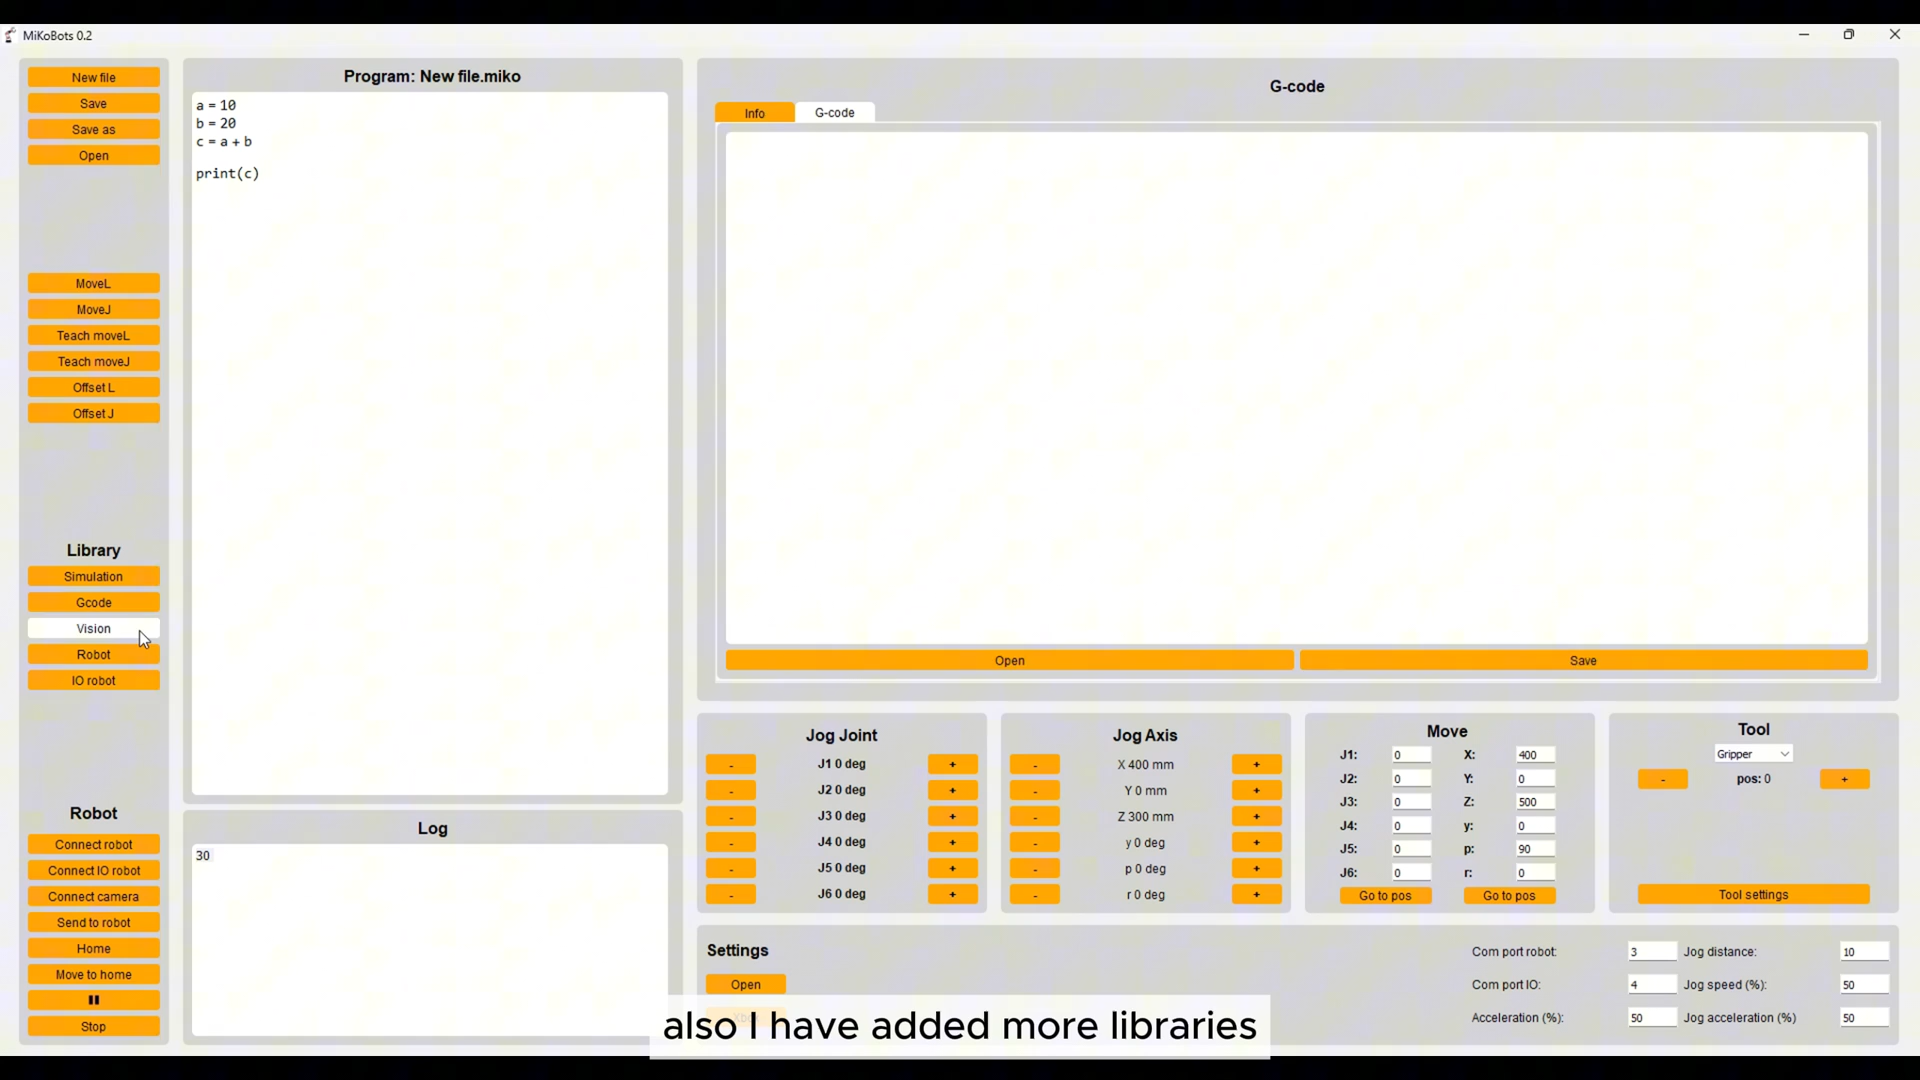 MiKoBots 0.2
New file
Save
Save as
Open
MoveL
MoveJ
Teach moveL
Teach moveJ
Offset L
Offset J
Library
Simulation
Gcode
Vision
Robot
IO robot
Robot
Connect robot
Connect IO robot
Connect camera
Send to robot
Home
Move to home
Stop
Program: New file.miko
a = 10
b = 20
c = a + b
print(c)
Log
30
G-code
Info G-code
Open Save
Jog Joint
- J1 0 deg +
- J2 0 deg +
- J3 0 deg +
- J4 0 deg +
- J5 0 deg +
- J6 0 deg +
Jog Axis
- X 400 mm +
- Y 0 mm +
- Z 300 mm +
- y 0 deg +
- p 0 deg +
- r 0 deg +
Move
J1: 0 X: 400
J2: 0 Y: 0
J3: 0 Z: 500
J4: 0 y: 0
J5: 0 p: 90
J6: 0 r: 0
Go to pos Go to pos
Tool
Gripper
- pos: 0 +
Tool settings
Settings
Open
Com port robot: 3 Jog distance: 10
Com port IO: 4 Jog speed (%): 50
Acceleration (%): 50 Jog acceleration (%) 50
also I have added more libraries